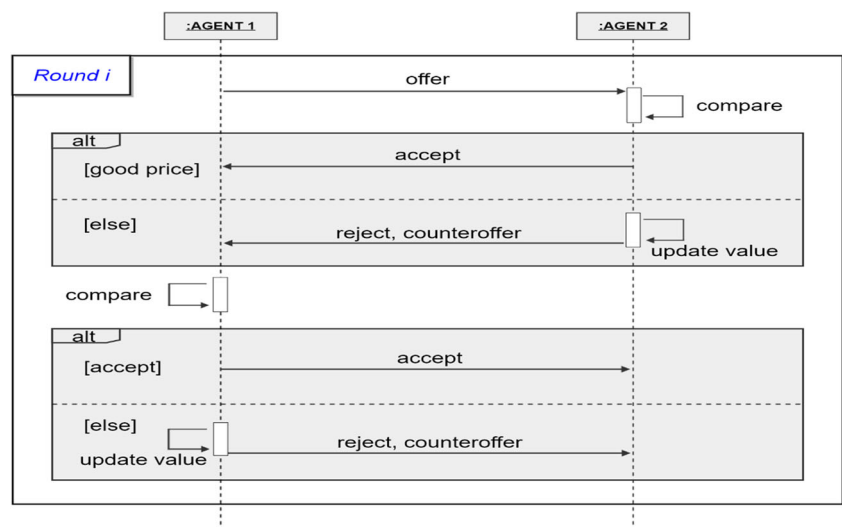 :AGENT 1
:AGENT 2
Round i
offer
compare
alt
accept
[good price]
[else]
reject, counteroffer
update value
compare
alt
accept
[accept]
[else]
reject, counteroffer
update value